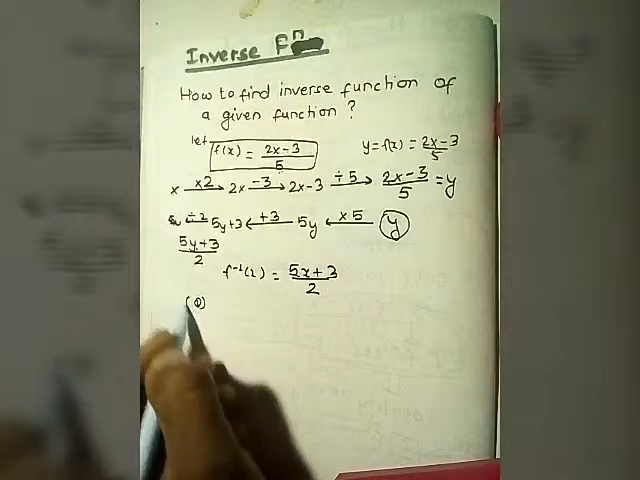 Inverse Fn
How to find inverse function of
a given function ?
let f(x) = 2x-3/5 y = f(x) = 2x-3/5
x ×2→ 2x -3→ 2x-3 ÷5→ 2x-3/5 = y
÷2← 5y+3 +3← 5y ×5← y
5y+3/2
f⁻¹(x) = 5x+3/2
(1)